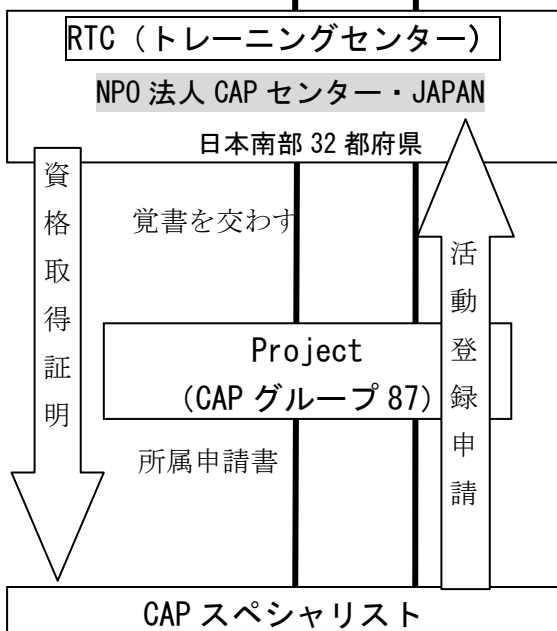 RTC（トレーニングセンター）
NPO 法人 CAP センター・JAPAN
日本南部 32 都府県
資格取得証明
覚書を交わす
活動登録申請
Project
（CAP グループ 87）
所属申請書
CAP スペシャリスト